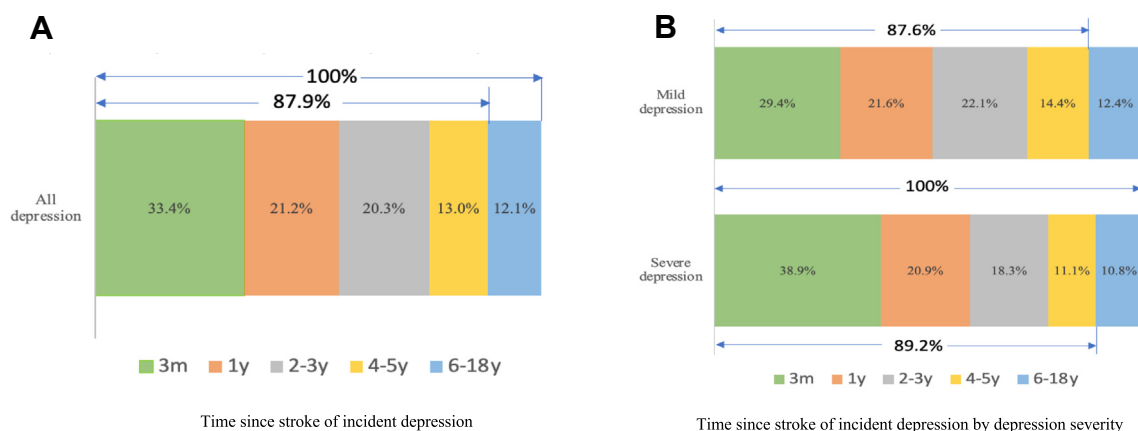 A
100%
87.9%
All
depression
33.4%
21.2%
20.3%
13.0%
12.1%
3m
1y
2-3y
4-5y
6-18y
Time since stroke of incident depression
B
87.6%
Mild
depression
29.4%
21.6%
22.1%
14.4%
12.4%
100%
Severe
depression
38.9%
20.9%
18.3%
11.1%
10.8%
89.2%
3m
1y
2-3y
4-5y
6-18y
Time since stroke of incident depression by depression severity